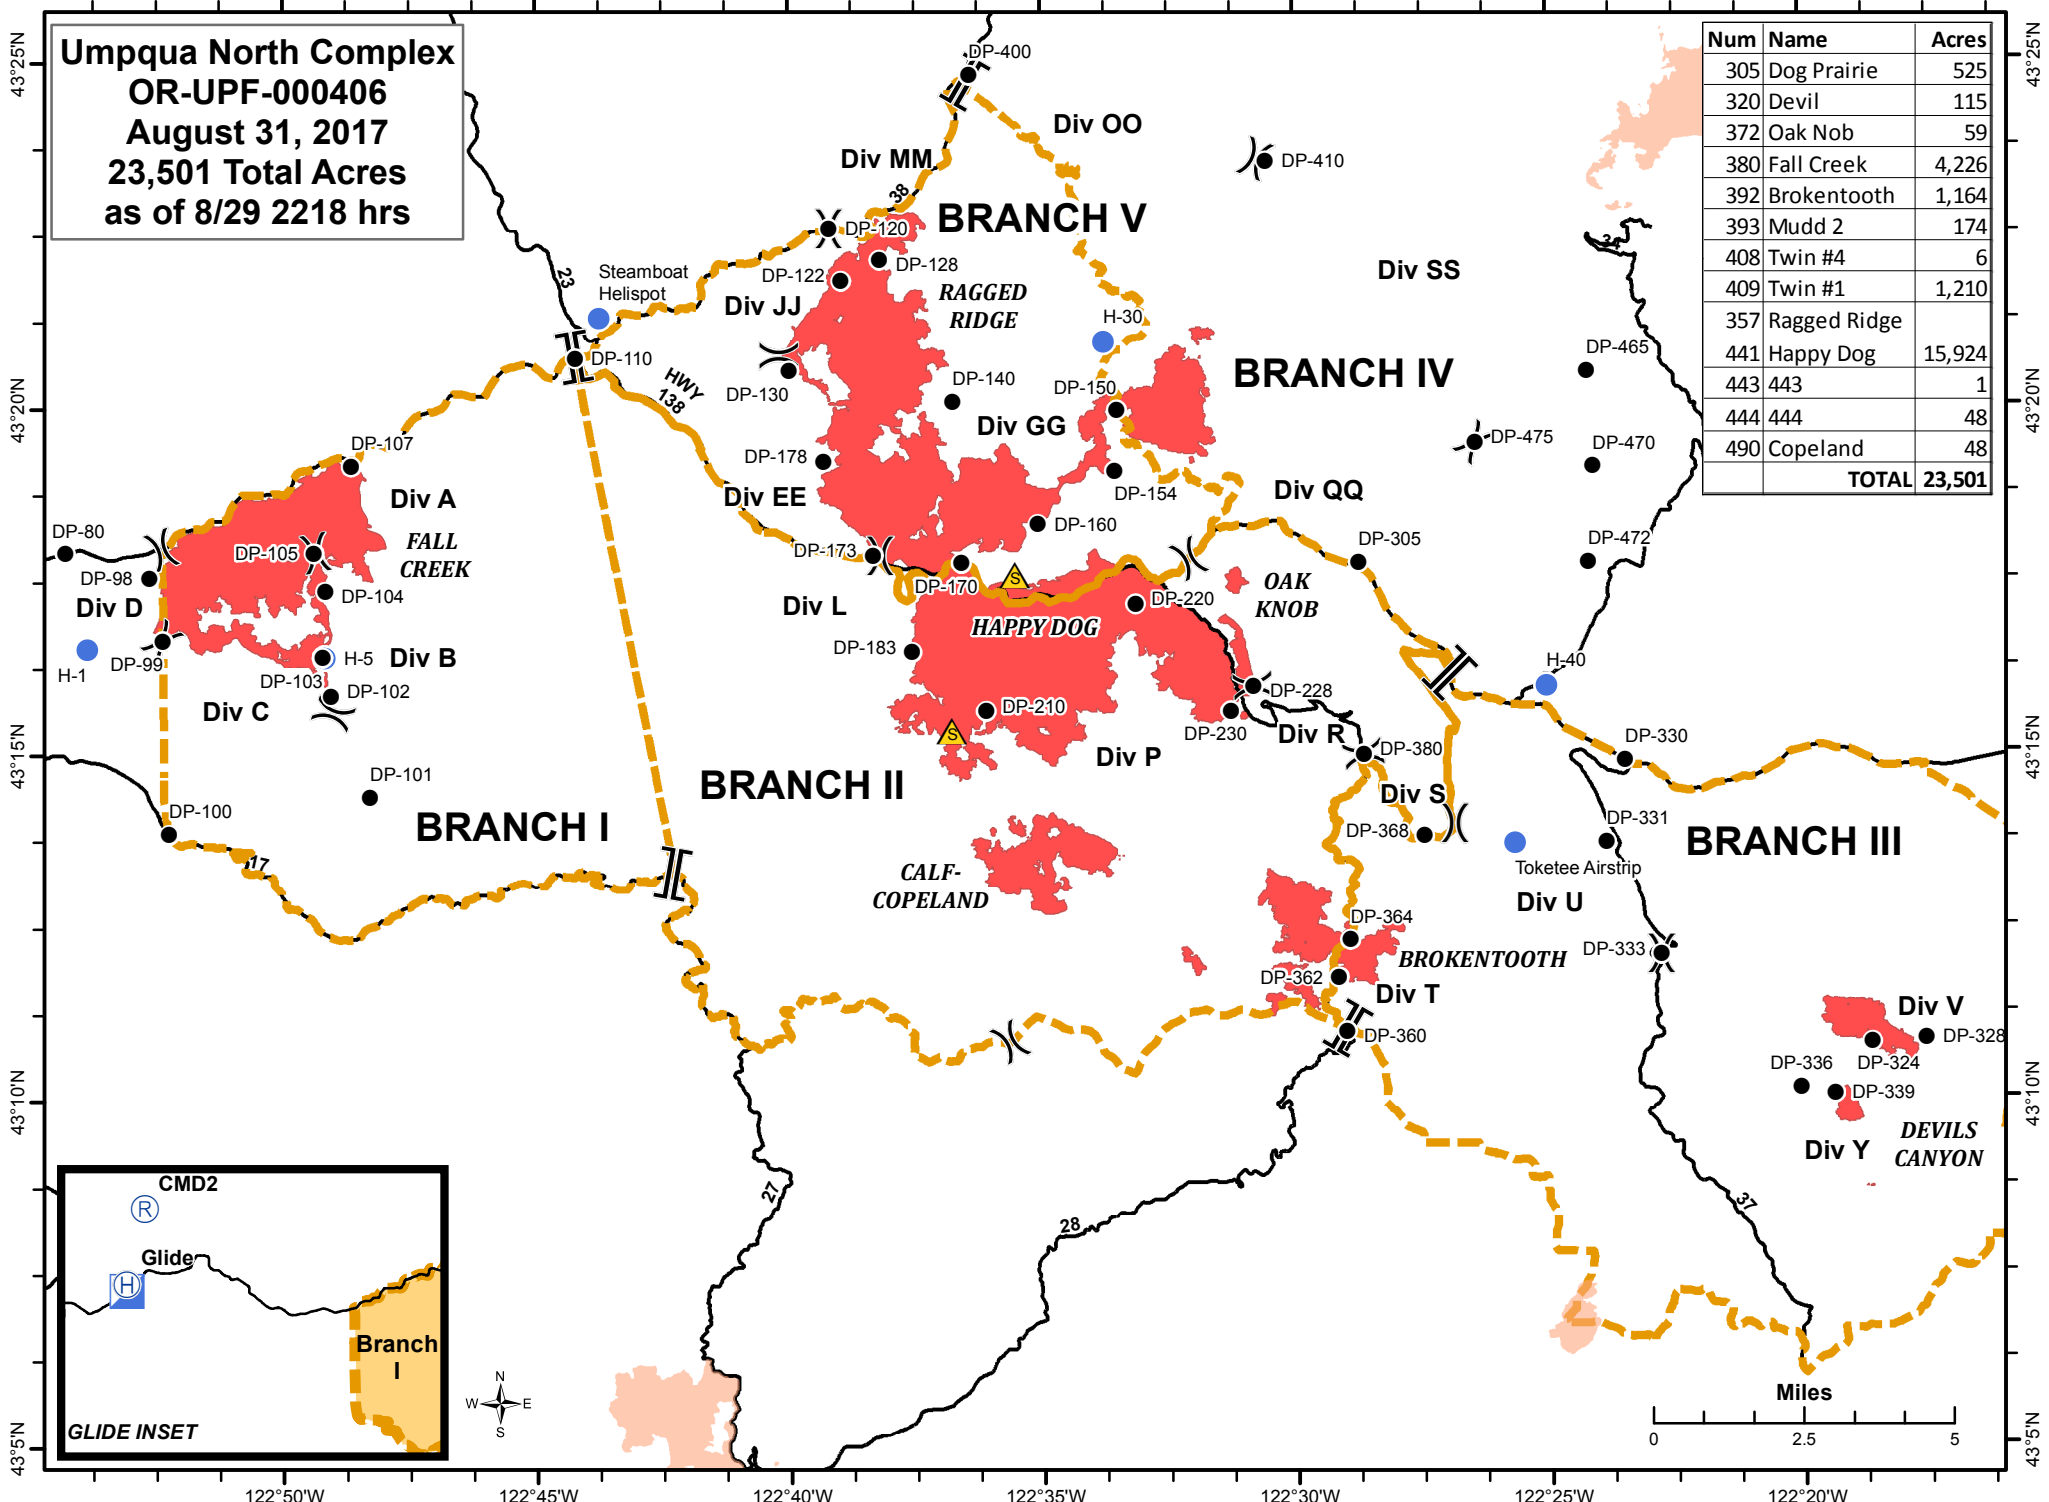 Umpqua North Complex
OR-UPF-000406
August 31, 2017
23,501 Total Acres
as of 8/29 2218 hrs
Num Name Acres
305 Dog Prairie 525
320 Devil 115
372 Oak Nob 59
380 Fall Creek 4,226
392 Brokentooth 1,164
393 Mudd 2 174
408 Twin #4 6
409 Twin #1 1,210
357 Ragged Ridge
441 Happy Dog 15,924
443 443 1
444 444 48
490 Copeland 48
TOTAL 23,501
DP-400
Div OO
Div MM
DP-410
38
BRANCH V
DP-120
34
DP-128
Div SS
DP-122
23
Steamboat
Helispot
RAGGED
RIDGE
Div JJ
H-30
DP-110
DP-465
HWY
138
BRANCH IV
DP-130
DP-140
DP-150
Div GG
DP-475
DP-470
DP-107
DP-178
Div A
Div EE
DP-154
Div QQ
DP-80
DP-160
FALL
CREEK
DP-105
DP-173
DP-305
DP-472
DP-98
DP-170
S
OAK
KNOB
DP-104
Div D
Div L
DP-220
HAPPY DOG
DP-183
H-1
DP-99
H-5
Div B
H-40
DP-103
DP-102
DP-228
Div C
DP-210
S
DP-230
Div R
DP-330
DP-380
Div P
DP-101
BRANCH II
Div S
DP-100
BRANCH I
DP-368
DP-331
BRANCH III
17
CALF-
COPELAND
Toketee Airstrip
Div U
DP-364
DP-333
BROKENTOOTH
DP-362
Div T
Div V
DP-360
DP-328
DP-336
DP-324
DP-339
DEVILS
CANYON
Div Y
27
28
37
CMD2
R
Glide
H
Branch
I
GLIDE INSET
N
W
E
S
Miles
0
2.5
5
43°25'N
43°20'N
43°15'N
43°10'N
43°5'N
43°25'N
43°20'N
43°15'N
43°10'N
43°5'N
122°50'W
122°45'W
122°40'W
122°35'W
122°30'W
122°25'W
122°20'W